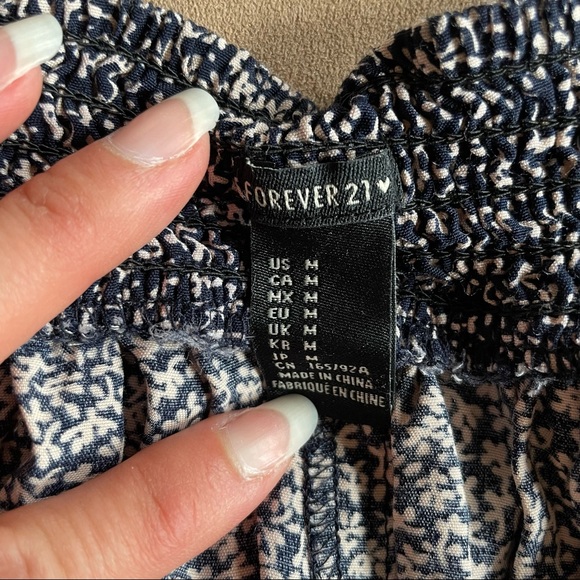 FOREVER 21
US M
CA M
MX M
EU M
UK M
KR M
JP M
CN 165/92A
MADE IN CHINA
FABRIQUÉ EN CHINE